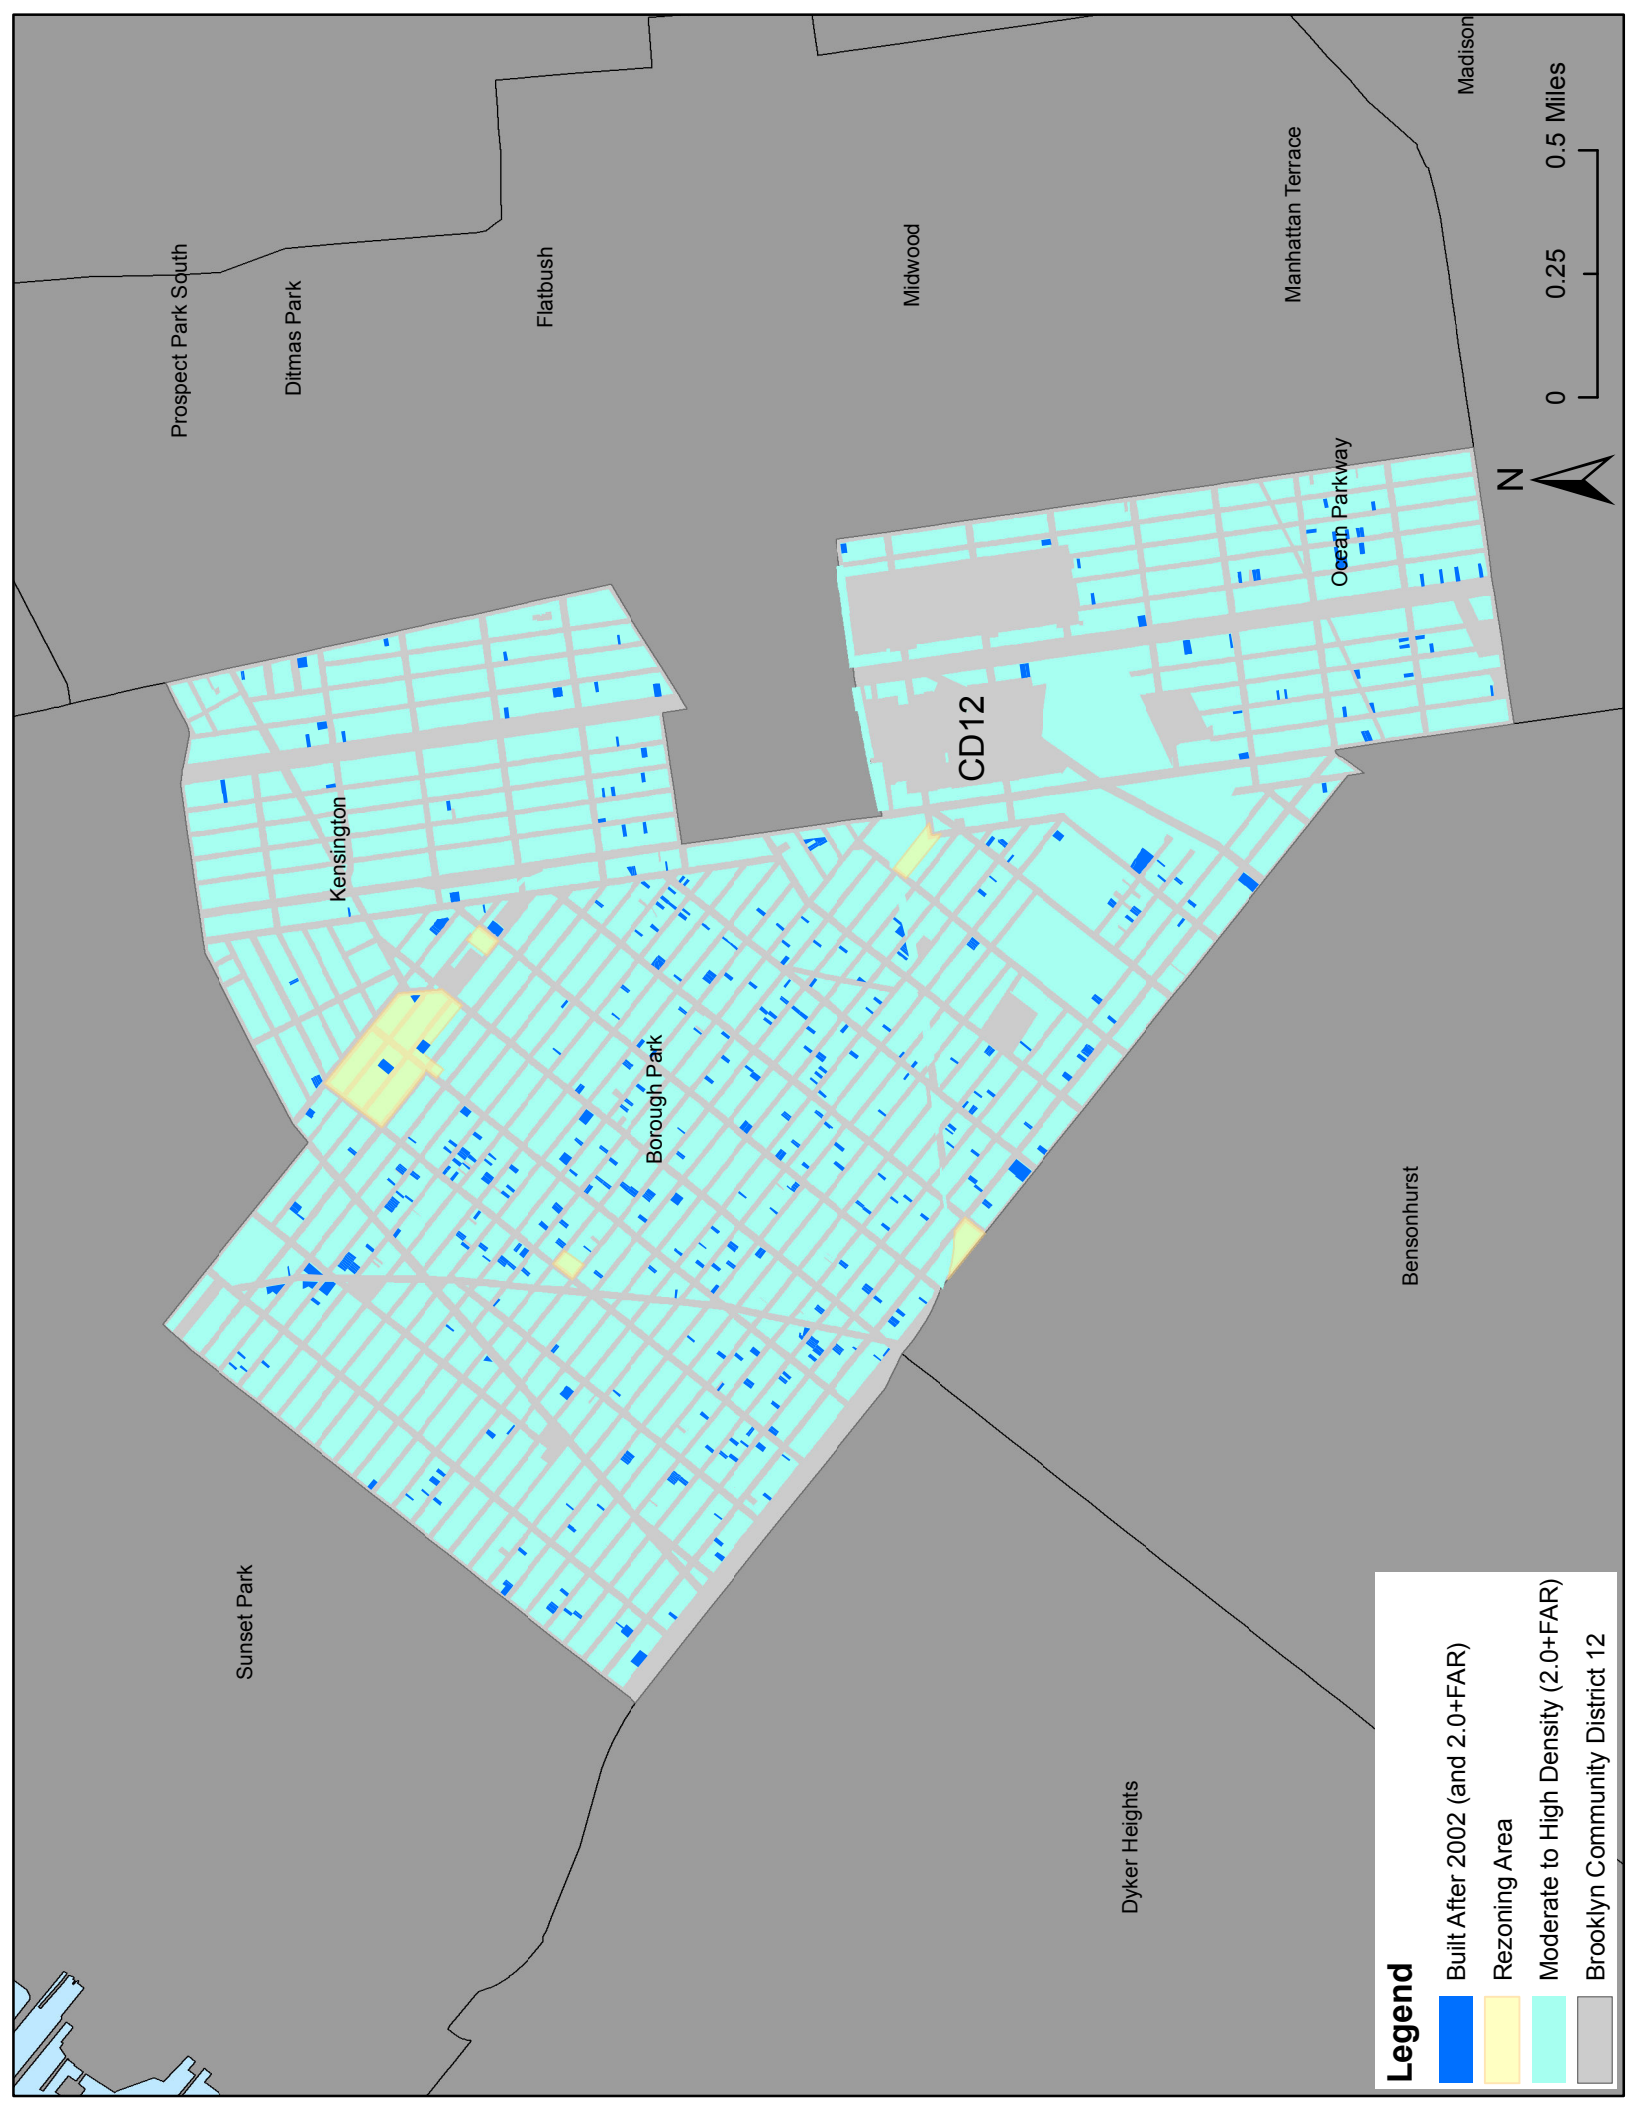 Prospect Park South
Ditmas Park
Flatbush
Midwood
Manhattan Terrace
Madison
Kensington
CD12
Ocean Parkway
Borough Park
Sunset Park
Bensonhurst
Dyker Heights
N
0 0.25 0.5 Miles
Legend
Built After 2002 (and 2.0+FAR)
Rezoning Area
Moderate to High Density (2.0+FAR)
Brooklyn Community District 12